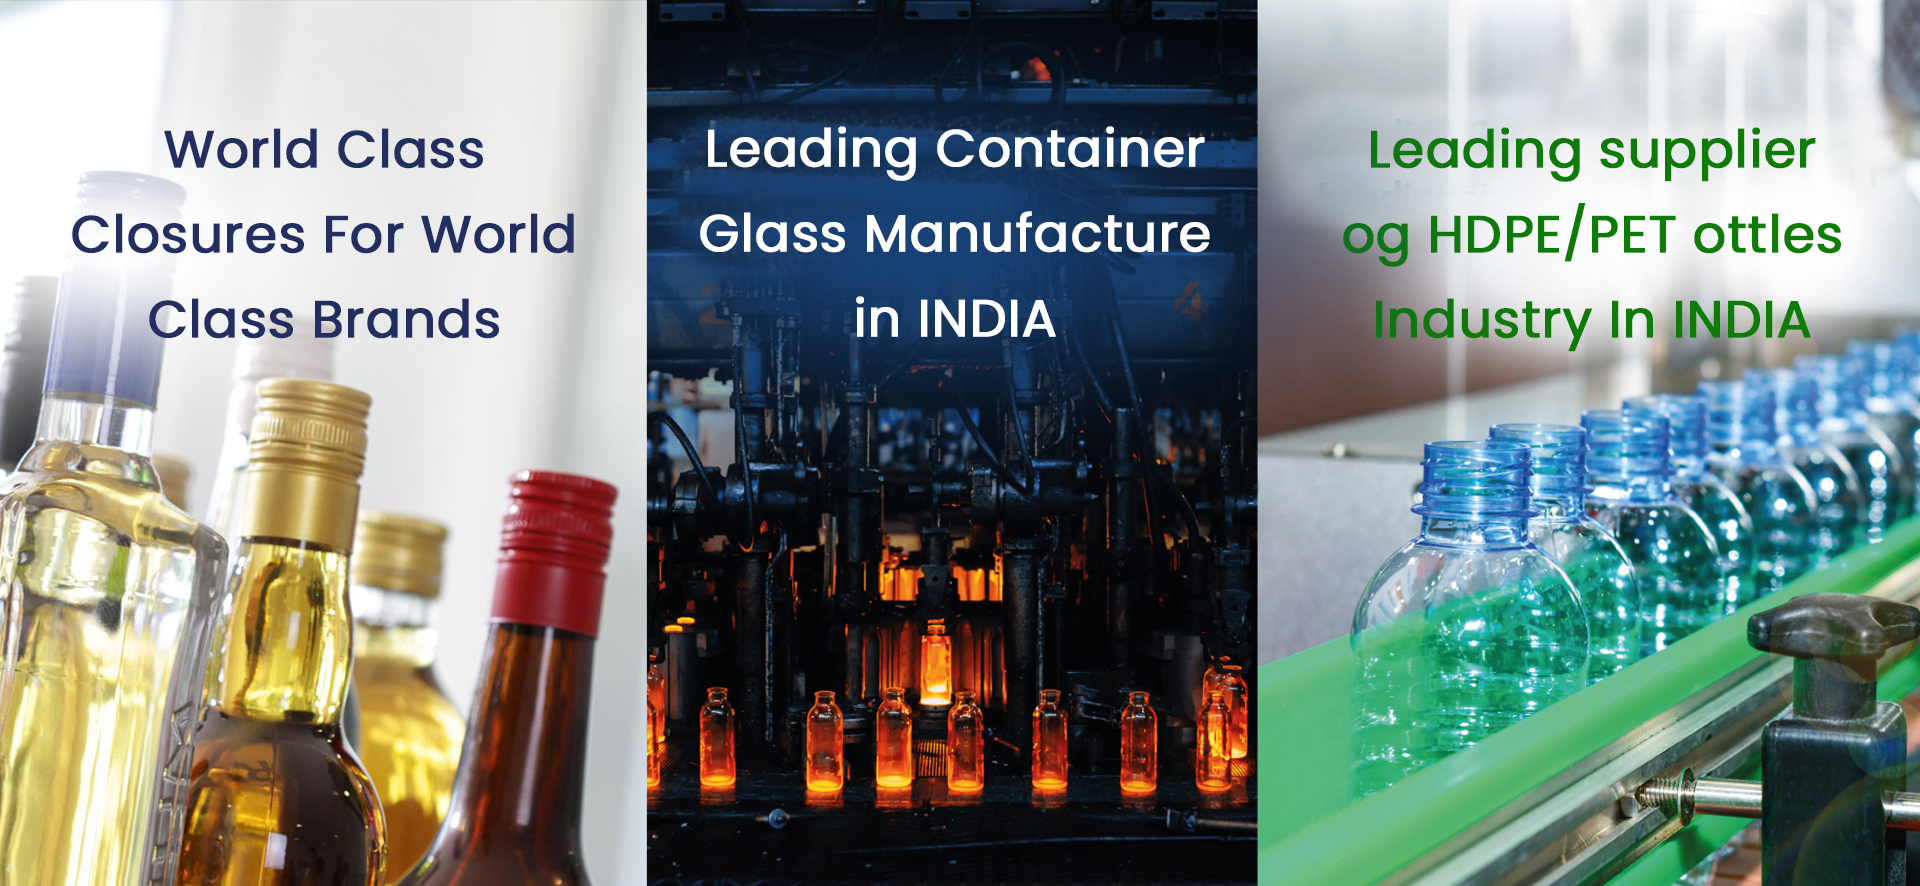 World Class
Closures For World
Class Brands
Leading Container
Glass Manufacture
in INDIA
Leading supplier
og HDPE/PET ottles
Industry In INDIA